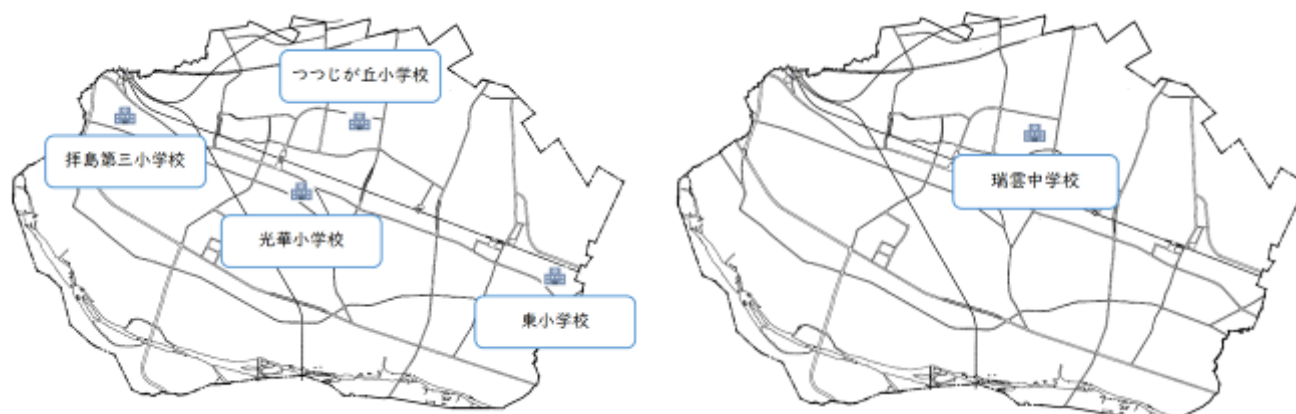 つつじが丘小学校
拝島第三小学校
光華小学校
東小学校
瑞雲中学校